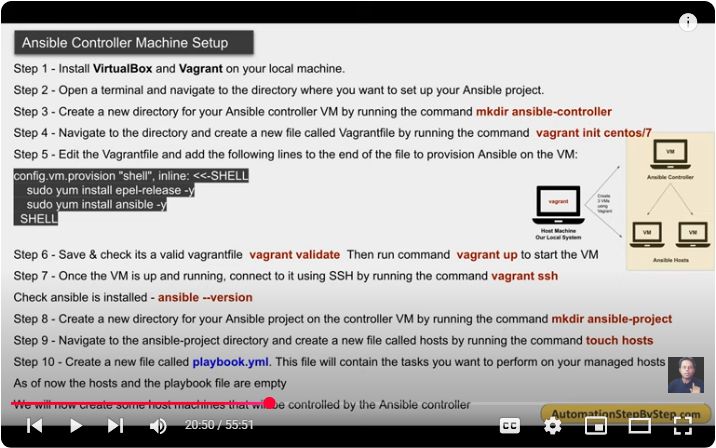 Ansible Controller Machine Setup
Step 1 - Install VirtualBox and Vagrant on your local machine.
Step 2 - Open a terminal and navigate to the directory where you want to set up your Ansible project.
Step 3 - Create a new directory for your Ansible controller VM by running the command mkdir ansible-controller
Step 4 - Navigate to the directory and create a new file called Vagrantfile by running the command vagrant init centos/7
Step 5 - Edit the Vagrantfile and add the following lines to the end of the file to provision Ansible on the VM:
config.vm.provision "shell", inline: <<-SHELL
sudo yum install epel-release -y
sudo yum install ansible -y
SHELL
VM
Ansible Controller
vagrant
Create
3 VMs
using
Vagrant
Host Machine
Our Local System
VM
VM
Ansible Hosts
Step 6 - Save & check its a valid vagrantfile vagrant validate Then run command vagrant up to start the VM
Step 7 - Once the VM is up and running, connect to it using SSH by running the command vagrant ssh
Check ansible is installed - ansible --version
Step 8 - Create a new directory for your Ansible project on the controller VM by running the command mkdir ansible-project
Step 9 - Navigate to the ansible-project directory and create a new file called hosts by running the command touch hosts
Step 10 - Create a new file called playbook.yml. This file will contain the tasks you want to perform on your managed hosts
As of now the hosts and the playbook file are empty
We will now create some host machines that will be controlled by the Ansible controller
AutomationStepByStep.com
20:50 / 55:51
CC